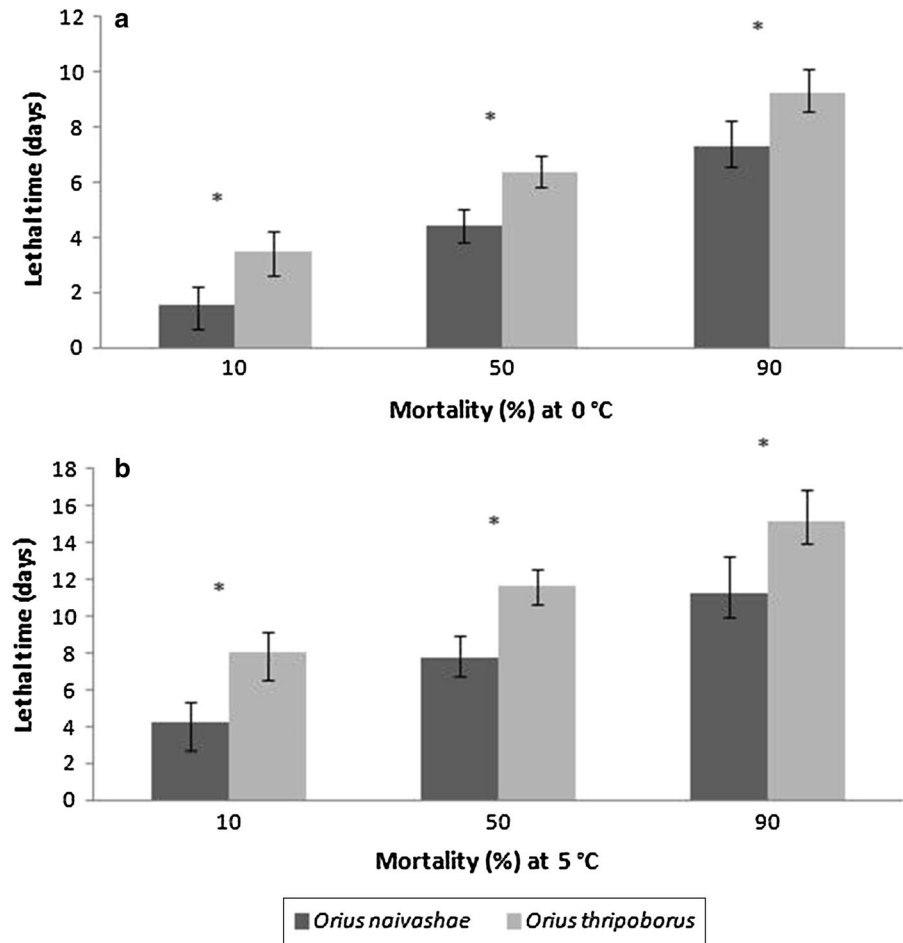 a
12
10
8
6
4
2
0
Lethal time (days)
*
*
*
10 50 90
Mortality (%) at 0 °C
b
18
16
14
12
10
8
6
4
2
0
Lethal time (days)
*
*
*
10 50 90
Mortality (%) at 5 °C
Orius naivashae Orius thripoborus